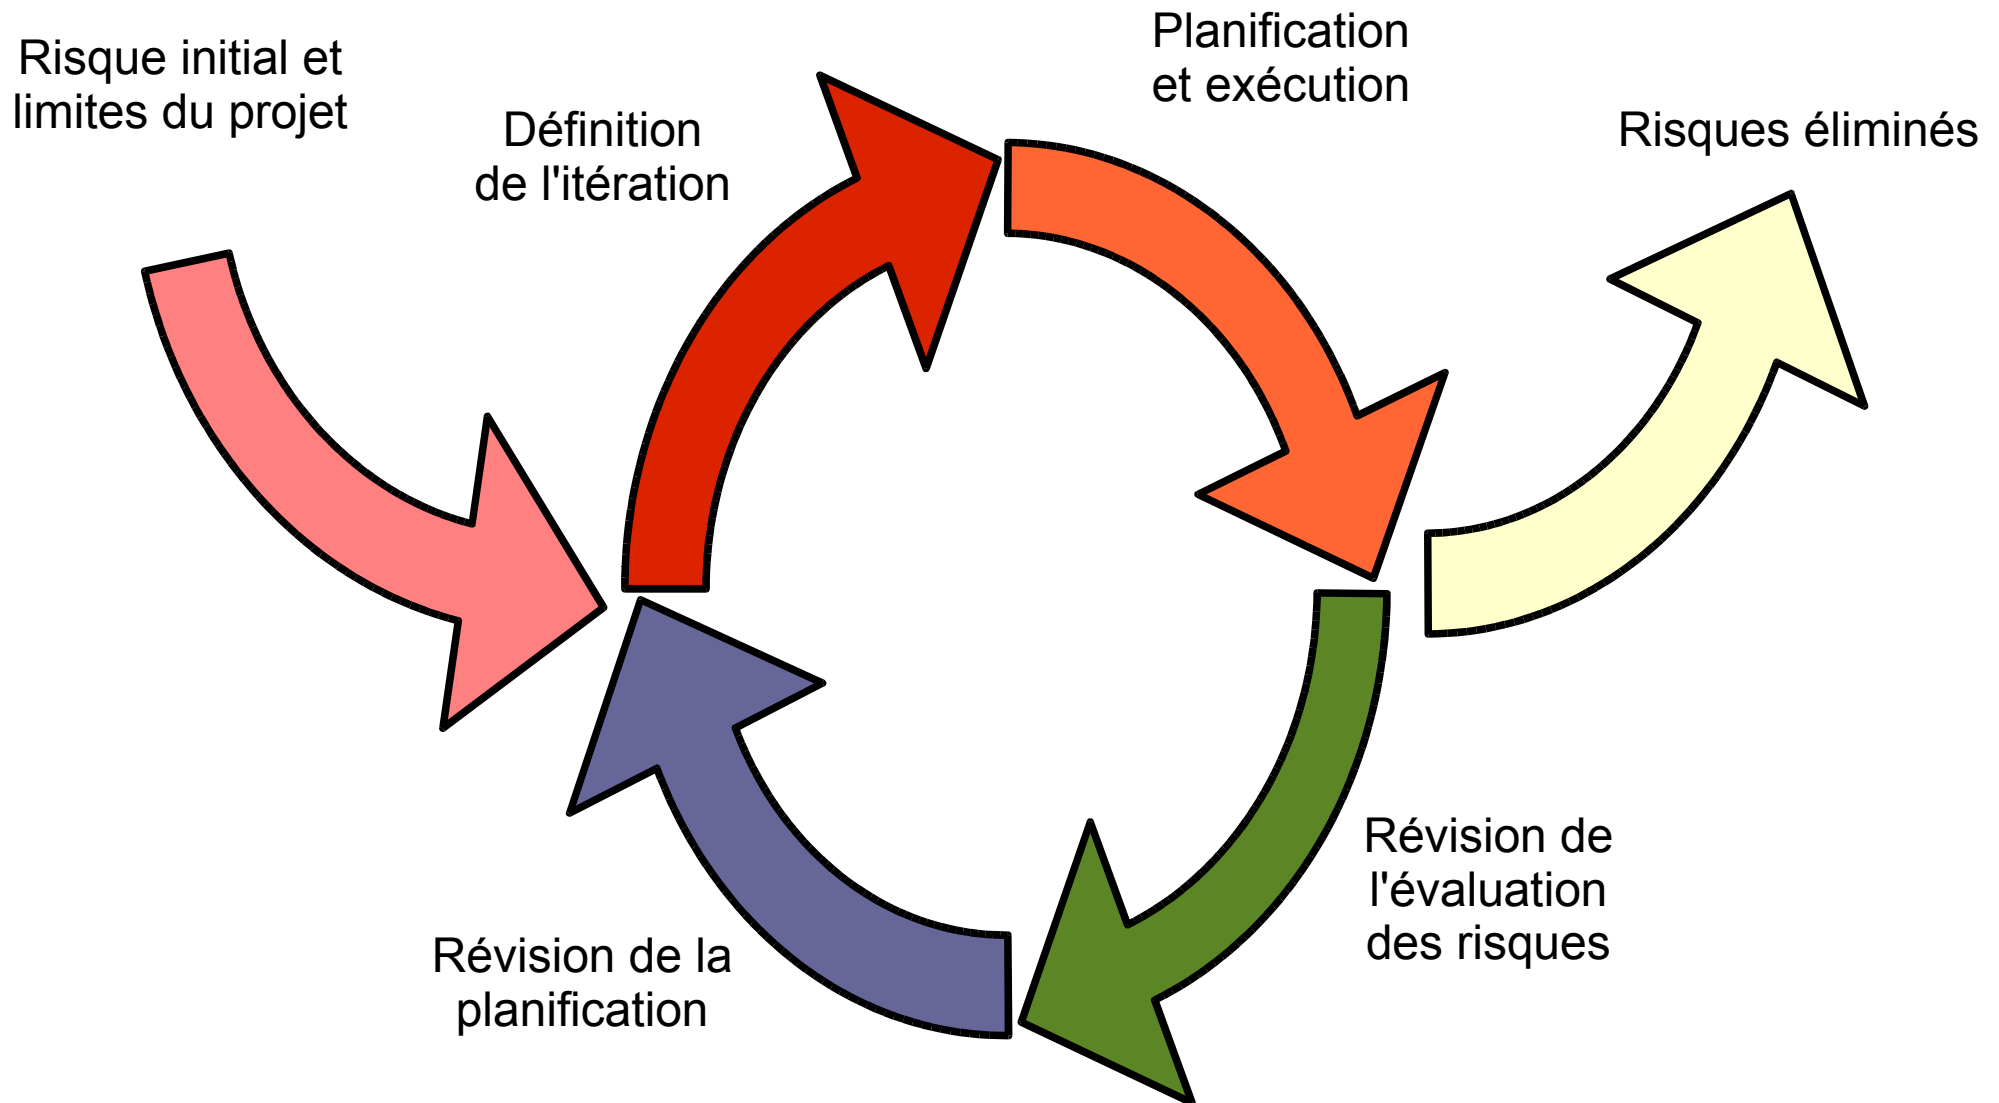 Risque initial et
limites du projet
Définition
de l'itération
Planification
et exécution
Risques éliminés
Révision de
l'évaluation
des risques
Révision de la
planification